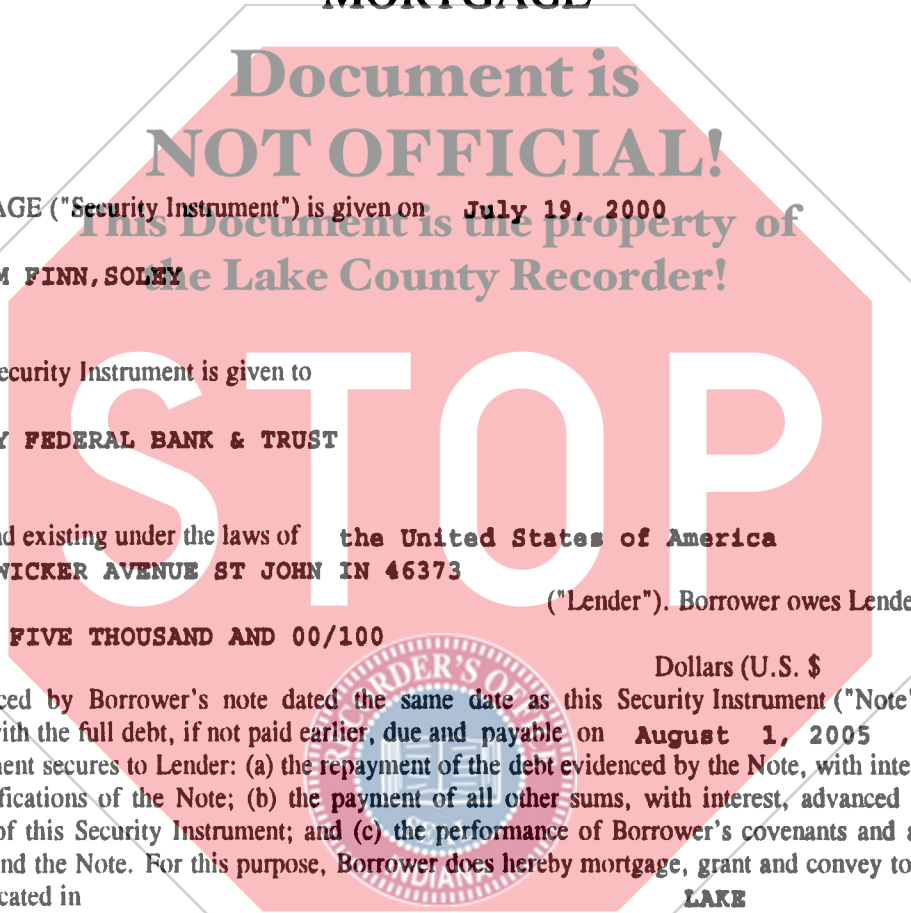 MORTGAGE
Document is
NOT OFFICIAL!
AGE ("Security Instrument") is given on July 19, 2000
This Document is the property of
M FINN,SOLEY
the Lake County Recorder!
ecurity Instrument is given to
STOP
Y FEDERAL BANK & TRUST
nd existing under the laws of the United States of America
WICKER AVENUE ST JOHN IN 46373
("Lender"). Borrower owes Lende
FIVE THOUSAND AND 00/100
Dollars (U.S. $
ced by Borrower's note dated the same date as this Security Instrument ("Note"
with the full debt, if not paid earlier, due and payable on August 1, 2005
ment secures to Lender: (a) the repayment of the debt evidenced by the Note, with inte
ifications of the Note; (b) the payment of all other sums, with interest, advanced
of this Security Instrument; and (c) the performance of Borrower's covenants and a
nd the Note. For this purpose, Borrower does hereby mortgage, grant and convey to
cated in LAKE
RECORDER'S OF
INDIANA